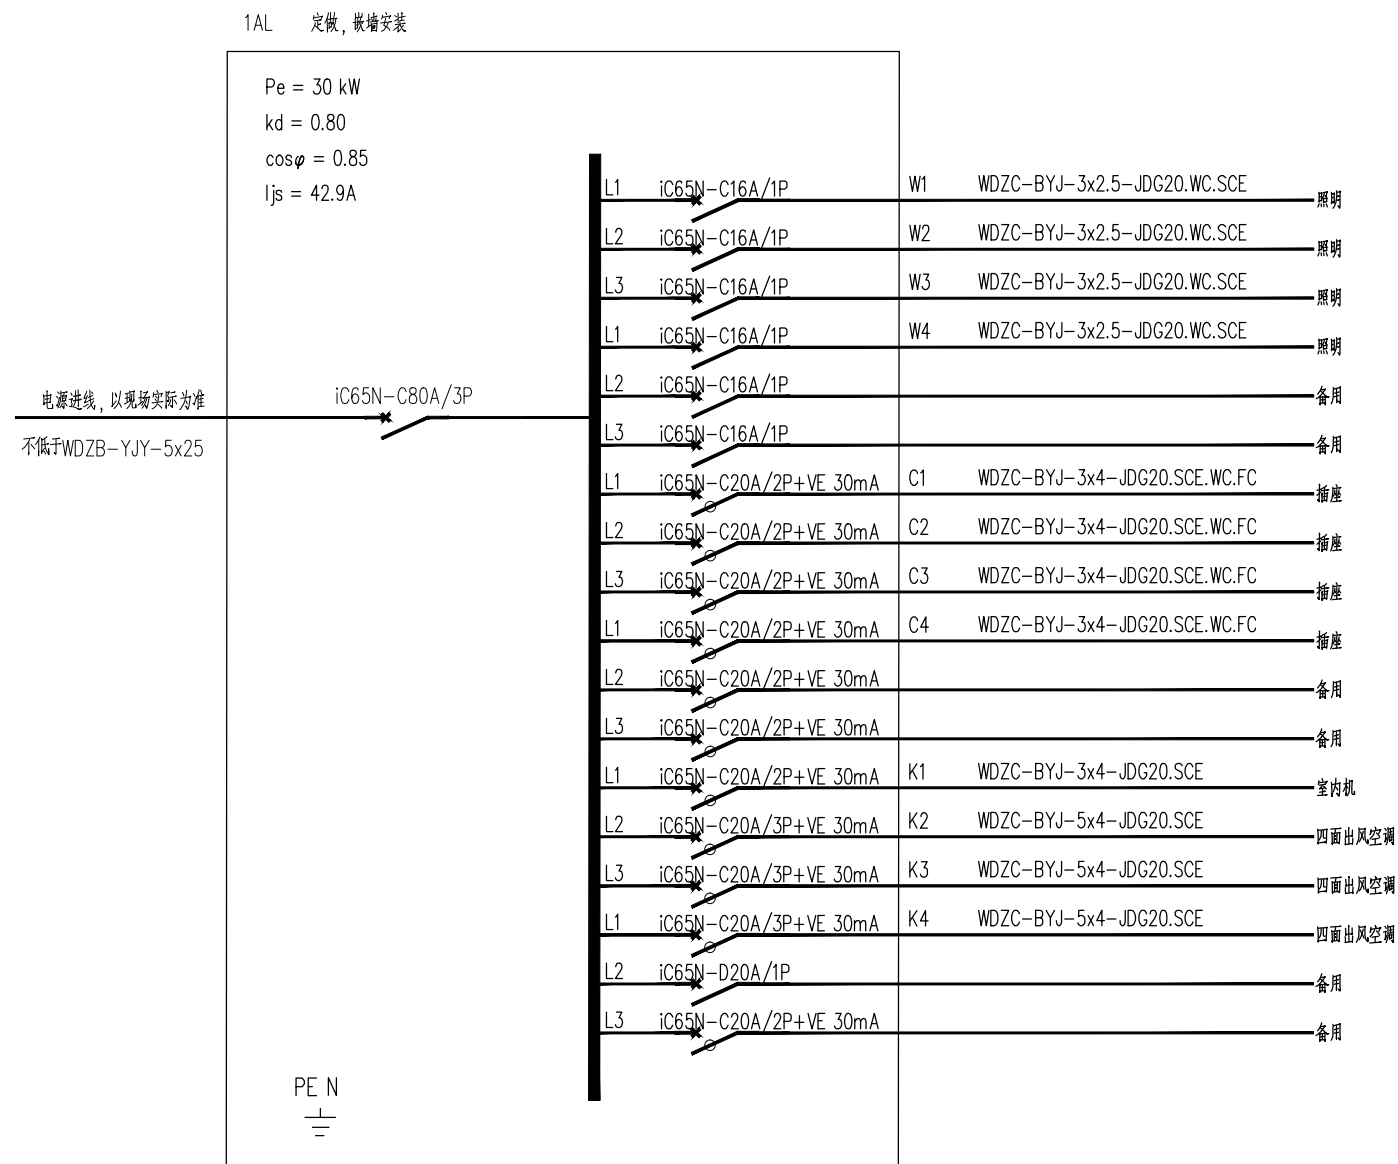 1AL 定做，嵌墙安装
Pe = 30 kW
kd = 0.80
cosφ = 0.85
Ijs = 42.9A
电源进线，以现场实际为准
不低于WDZB-YJY-5x25
iC65N-C80A/3P
L1 iC65N-C16A/1P W1 WDZC-BYJ-3x2.5-JDG20.WC.SCE 照明
L2 iC65N-C16A/1P W2 WDZC-BYJ-3x2.5-JDG20.WC.SCE 照明
L3 iC65N-C16A/1P W3 WDZC-BYJ-3x2.5-JDG20.WC.SCE 照明
L1 iC65N-C16A/1P W4 WDZC-BYJ-3x2.5-JDG20.WC.SCE 照明
L2 iC65N-C16A/1P 备用
L3 iC65N-C16A/1P 备用
L1 iC65N-C20A/2P+VE 30mA C1 WDZC-BYJ-3x4-JDG20.SCE.WC.FC 插座
L2 iC65N-C20A/2P+VE 30mA C2 WDZC-BYJ-3x4-JDG20.SCE.WC.FC 插座
L3 iC65N-C20A/2P+VE 30mA C3 WDZC-BYJ-3x4-JDG20.SCE.WC.FC 插座
L1 iC65N-C20A/2P+VE 30mA C4 WDZC-BYJ-3x4-JDG20.SCE.WC.FC 插座
L2 iC65N-C20A/2P+VE 30mA 备用
L3 iC65N-C20A/2P+VE 30mA 备用
L1 iC65N-C20A/2P+VE 30mA K1 WDZC-BYJ-3x4-JDG20.SCE 室内机
L2 iC65N-C20A/3P+VE 30mA K2 WDZC-BYJ-5x4-JDG20.SCE 四面出风空调
L3 iC65N-C20A/3P+VE 30mA K3 WDZC-BYJ-5x4-JDG20.SCE 四面出风空调
L1 iC65N-C20A/3P+VE 30mA K4 WDZC-BYJ-5x4-JDG20.SCE 四面出风空调
L2 iC65N-D20A/1P 备用
L3 iC65N-C20A/2P+VE 30mA 备用
PE N